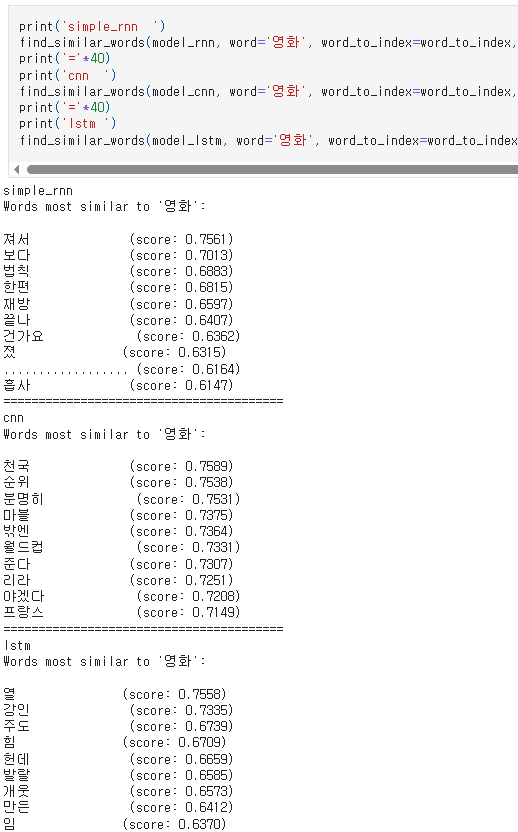 print('simple_rnn  ')
find_similar_words(model_rnn, word='영화', word_to_index=word_to_index,
print('='*40)
print('cnn  ')
find_similar_words(model_cnn, word='영화', word_to_index=word_to_index,
print('='*40)
print('lstm ')
find_similar_words(model_lstm, word='영화', word_to_index=word_to_index
simple_rnn
Words most similar to '영화':
져서 (score: 0.7561)
보다 (score: 0.7013)
법칙 (score: 0.6883)
한편 (score: 0.6815)
재방 (score: 0.6597)
끝나 (score: 0.6407)
건가요 (score: 0.6362)
졌 (score: 0.6315)
.................. (score: 0.6164)
흡사 (score: 0.6147)
========================================
cnn
Words most similar to '영화':
천국 (score: 0.7589)
순위 (score: 0.7538)
분명히 (score: 0.7531)
마블 (score: 0.7375)
밖엔 (score: 0.7364)
월드컵 (score: 0.7331)
준다 (score: 0.7307)
리라 (score: 0.7251)
야겠다 (score: 0.7208)
프랑스 (score: 0.7149)
========================================
lstm
Words most similar to '영화':
열 (score: 0.7558)
강인 (score: 0.7335)
주도 (score: 0.6739)
힘 (score: 0.6709)
헌데 (score: 0.6659)
발랄 (score: 0.6585)
개웃 (score: 0.6573)
만든 (score: 0.6412)
임 (score: 0.6370)